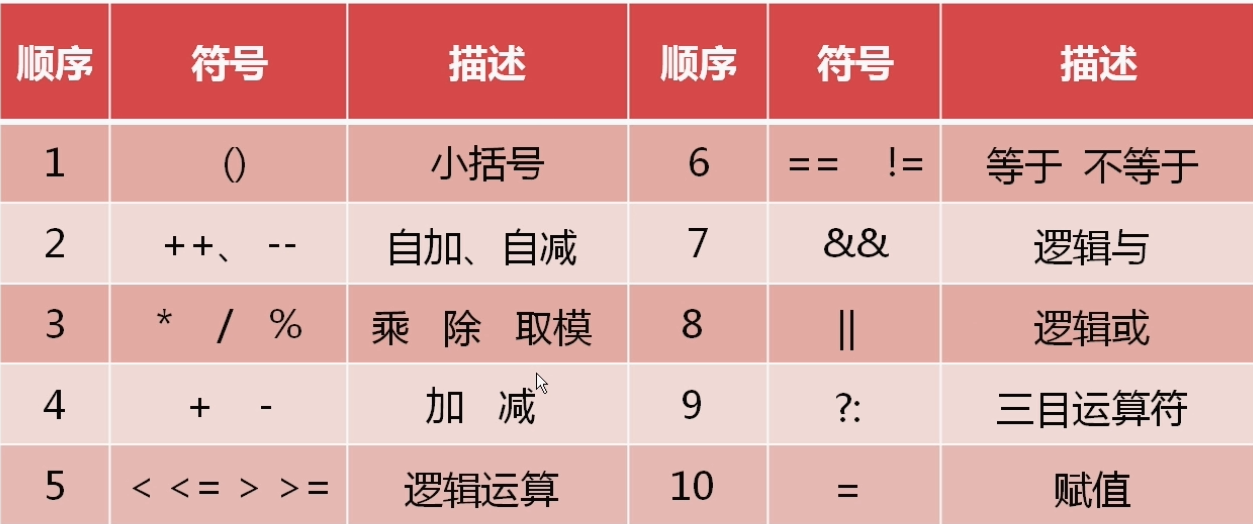 顺序 符号 描述 顺序 符号 描述
1 () 小括号 6 == != 等于 不等于
2 ++、 -- 自加、自减 7 && 逻辑与
3 * / % 乘 除 取模 8 || 逻辑或
4 + - 加 减 9 ?: 三目运算符
5 < <= > >= 逻辑运算 10 = 赋值